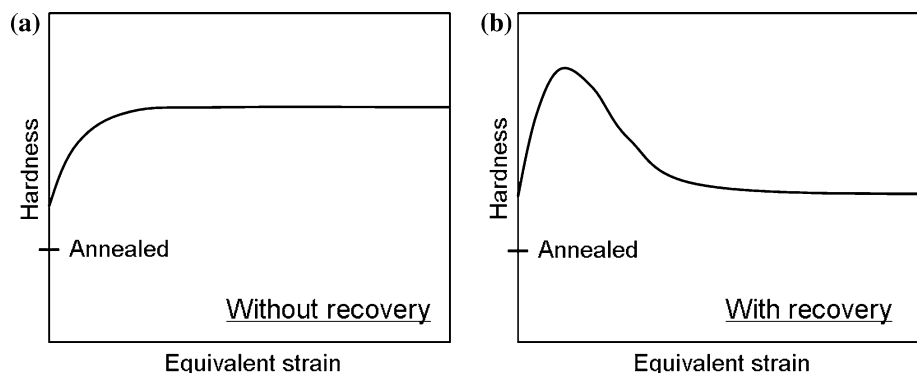 (a)
Hardness
Annealed
Without recovery
Equivalent strain
(b)
Hardness
Annealed
With recovery
Equivalent strain